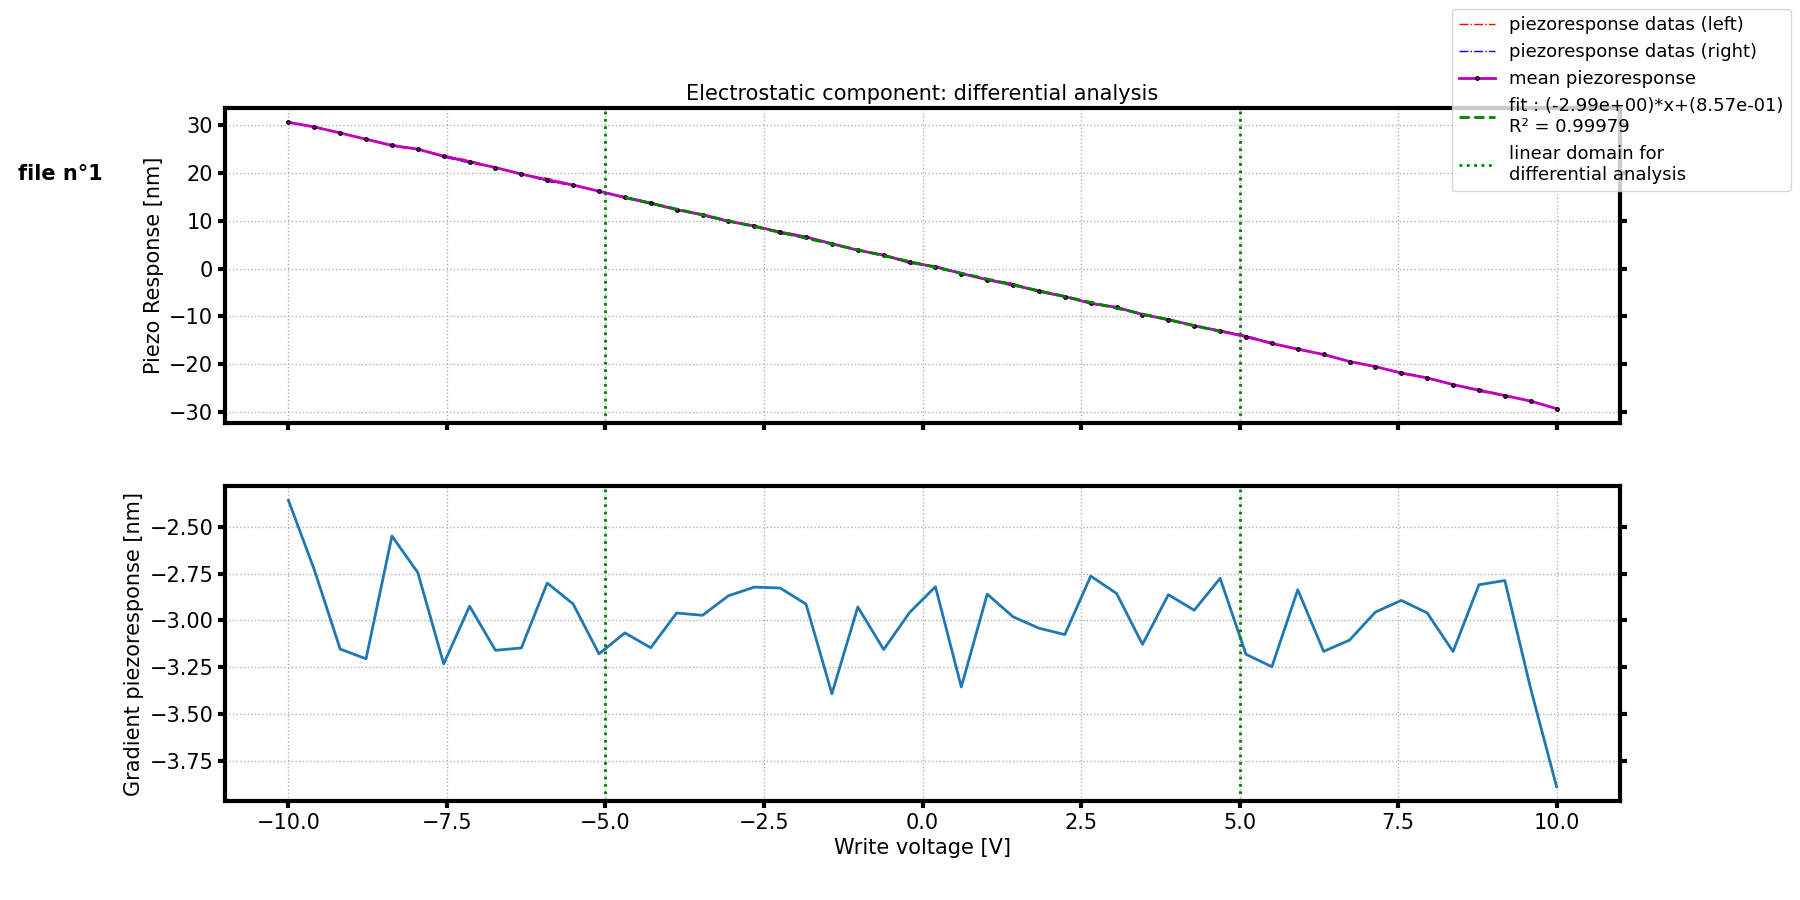 piezoresponse datas (left)
piezoresponse datas (right)
mean piezoresponse
fit : (-2.99e+00)*x+(8.57e-01)
R² = 0.99979
linear domain for
differential analysis
Electrostatic component: differential analysis
file n°1
Piezo Response [nm]
30
20
10
0
−10
−20
−30
Gradient piezoresponse [nm]
−2.50
−2.75
−3.00
−3.25
−3.50
−3.75
−10.0 −7.5 −5.0 −2.5 0.0 2.5 5.0 7.5 10.0
Write voltage [V]